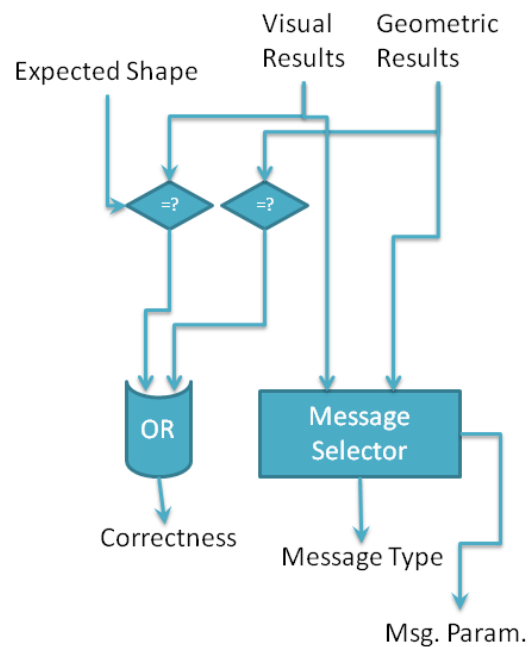 Visual
Results
Geometric
Results
Expected Shape
=?
=?
OR
Message
Selector
Correctness
Message Type
Msg. Param.